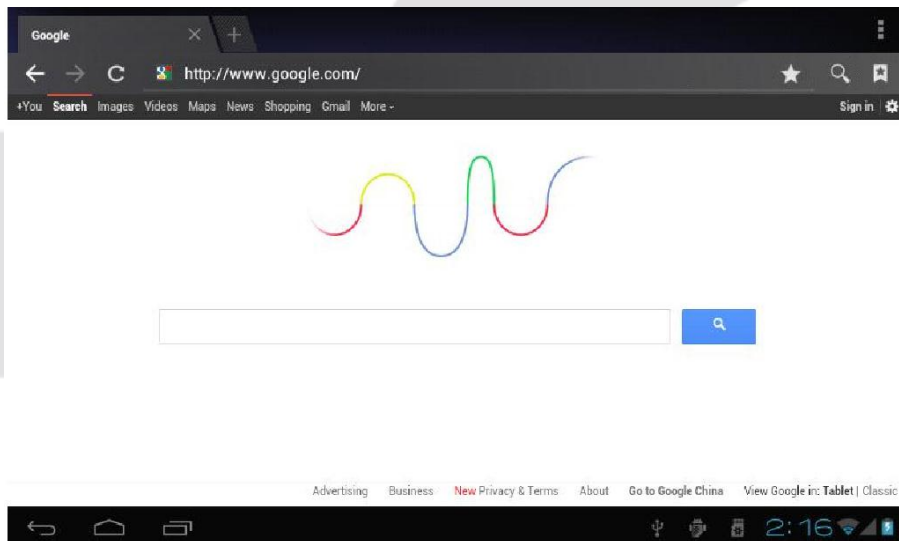 Google
http://www.google.com/
+You Search Images Videos Maps News Shopping Gmail More
Sign in
Advertising Business New Privacy & Terms About Go to Google China View Google in: Tablet | Classic
2:16